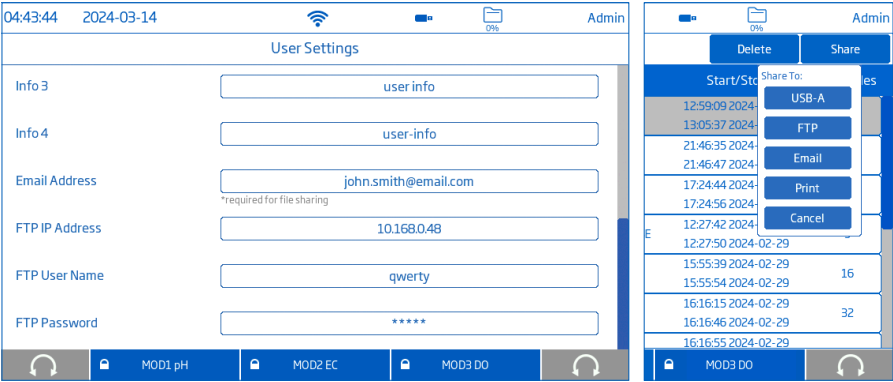 04:43:44 2024-03-14 0% Admin
User Settings
Info 3 user info
Info 4 user-info
Email Address john.smith@email.com
*required for file sharing
FTP IP Address 10.168.0.48
FTP User Name qwerty
FTP Password *****
MOD1 pH MOD2 EC MOD3 DO
0% Admin
Delete Share
Start/Sto les
Share To:
USB-A
FTP
Email
Print
Cancel
12:59:09 2024-
13:05:37 2024-
21:46:35 2024-
21:46:47 2024-
17:24:44 2024-
17:24:56 2024-
12:27:42 2024-
E 12:27:50 2024-02-29
15:55:39 2024-02-29
15:55:54 2024-02-29 16
16:16:15 2024-02-29
16:16:46 2024-02-29 32
16:16:55 2024-02-29
MOD3 DO